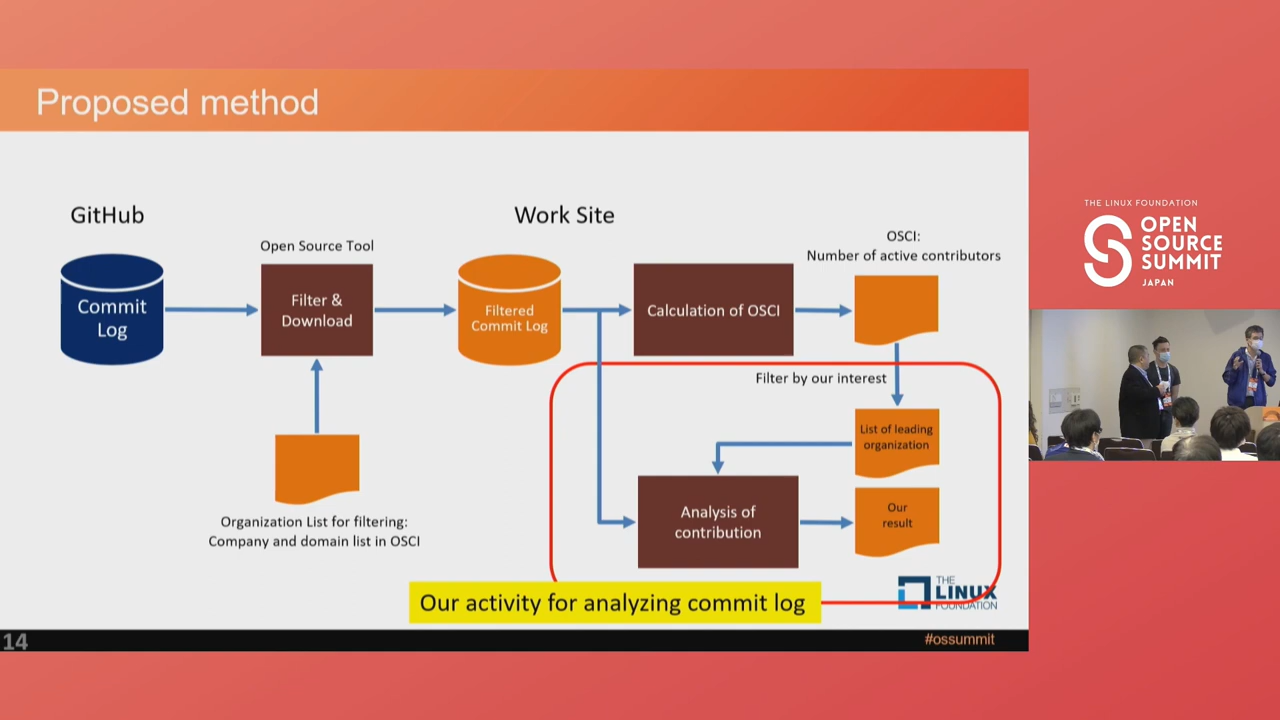 Proposed method
GitHub
Work Site
Open Source Tool
OSCI:
Number of active contributors
Commit
Log
Filter &
Download
Filtered
Commit Log
Calculation of OSCI
Filter by our interest
List of leading
organization
Analysis of
contribution
Our
result
Organization List for filtering:
Company and domain list in OSCI
Our activity for analyzing commit log
THE
LINUX
FOUNDATION
14
#ossummit
THE LINUX FOUNDATION
OPEN
SOURCE
SUMMIT
JAPAN